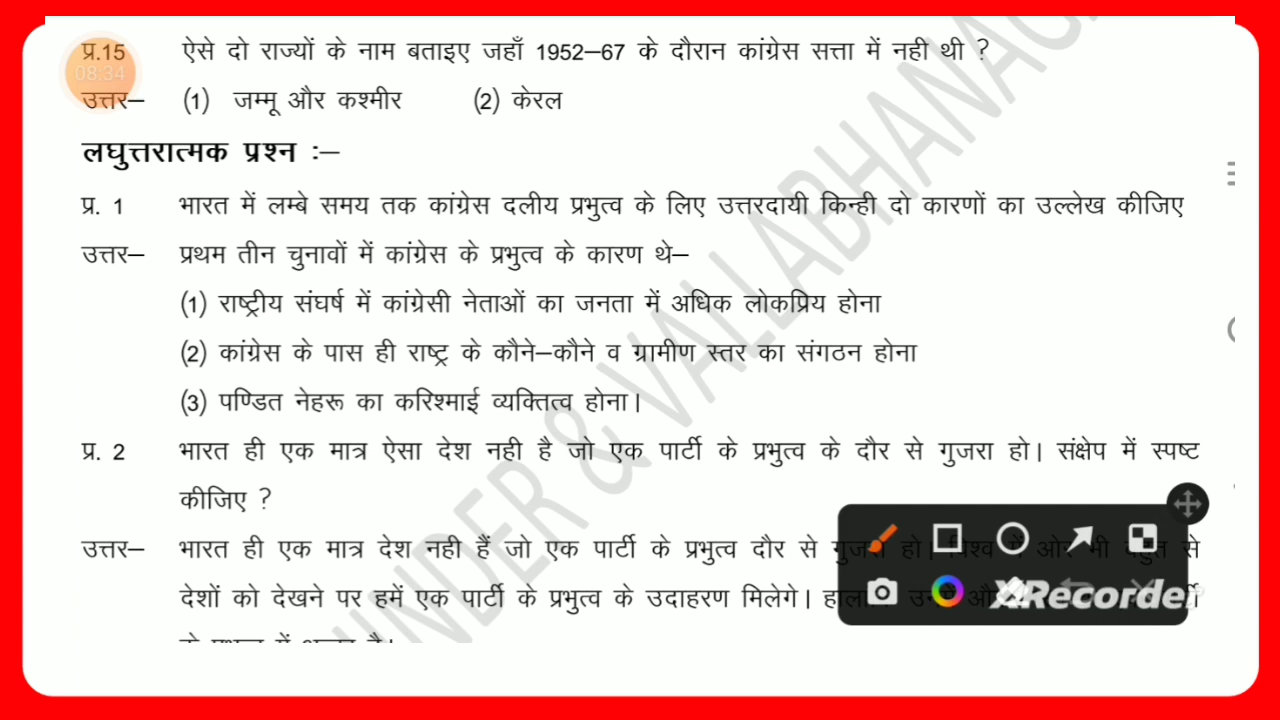 प्र.15 ऐसे दो राज्यों के नाम बताइए जहाँ 1952–67 के दौरान कांग्रेस सत्ता में नही थी ?
08:34
उत्तर– (1) जम्मू और कश्मीर (2) केरल
लघुत्तरात्मक प्रश्न :–
प्र. 1 भारत में लम्बे समय तक कांग्रेस दलीय प्रभुत्व के लिए उत्तरदायी किन्ही दो कारणों का उल्लेख कीजिए
उत्तर– प्रथम तीन चुनावों में कांग्रेस के प्रभुत्व के कारण थे–
(1) राष्ट्रीय संघर्ष में कांग्रेसी नेताओं का जनता में अधिक लोकप्रिय होना
(2) कांग्रेस के पास ही राष्ट्र के कौने–कौने व ग्रामीण स्तर का संगठन होना
(3) पण्डित नेहरू का करिश्माई व्यक्तित्व होना।
प्र. 2 भारत ही एक मात्र ऐसा देश नही है जो एक पार्टी के प्रभुत्व के दौर से गुजरा हो। संक्षेप में स्पष्ट
कीजिए ?
उत्तर– भारत ही एक मात्र देश नही हैं जो एक पार्टी के प्रभुत्व दौर से गुजरा हो। विश्व में ओर भी बहुत से
देशों को देखने पर हमें एक पार्टी के प्रभुत्व के उदाहरण मिलेगे।
XRecorder
& VALLABHANAG